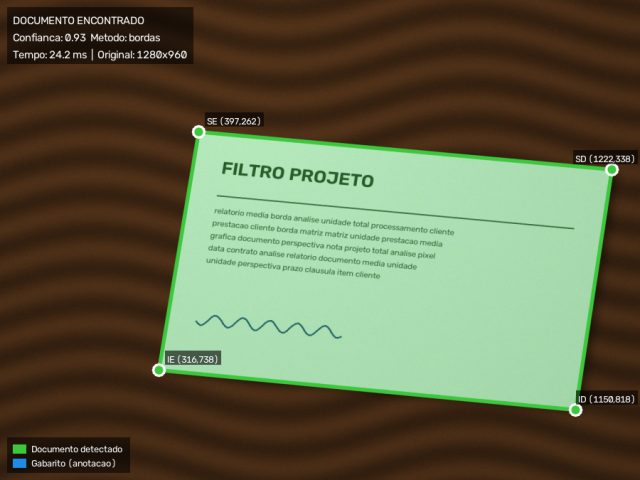 DOCUMENTO ENCONTRADO
Confianca: 0.93 Metodo: bordas
Tempo: 24.2 ms | Original: 1280x960
SE (397,262)
SD (1222,338)
FILTRO PROJETO
relatorio media borda analise unidade total processamento cliente
prestacao cliente borda matriz matriz unidade prestacao media
grafica documento perspectiva nota projeto total analise pixel
data contrato analise relatorio documento media unidade
unidade perspectiva prazo clausula item cliente
IE (316,738)
ID (1150,818)
Documento detectado
Gabarito (anotacao)